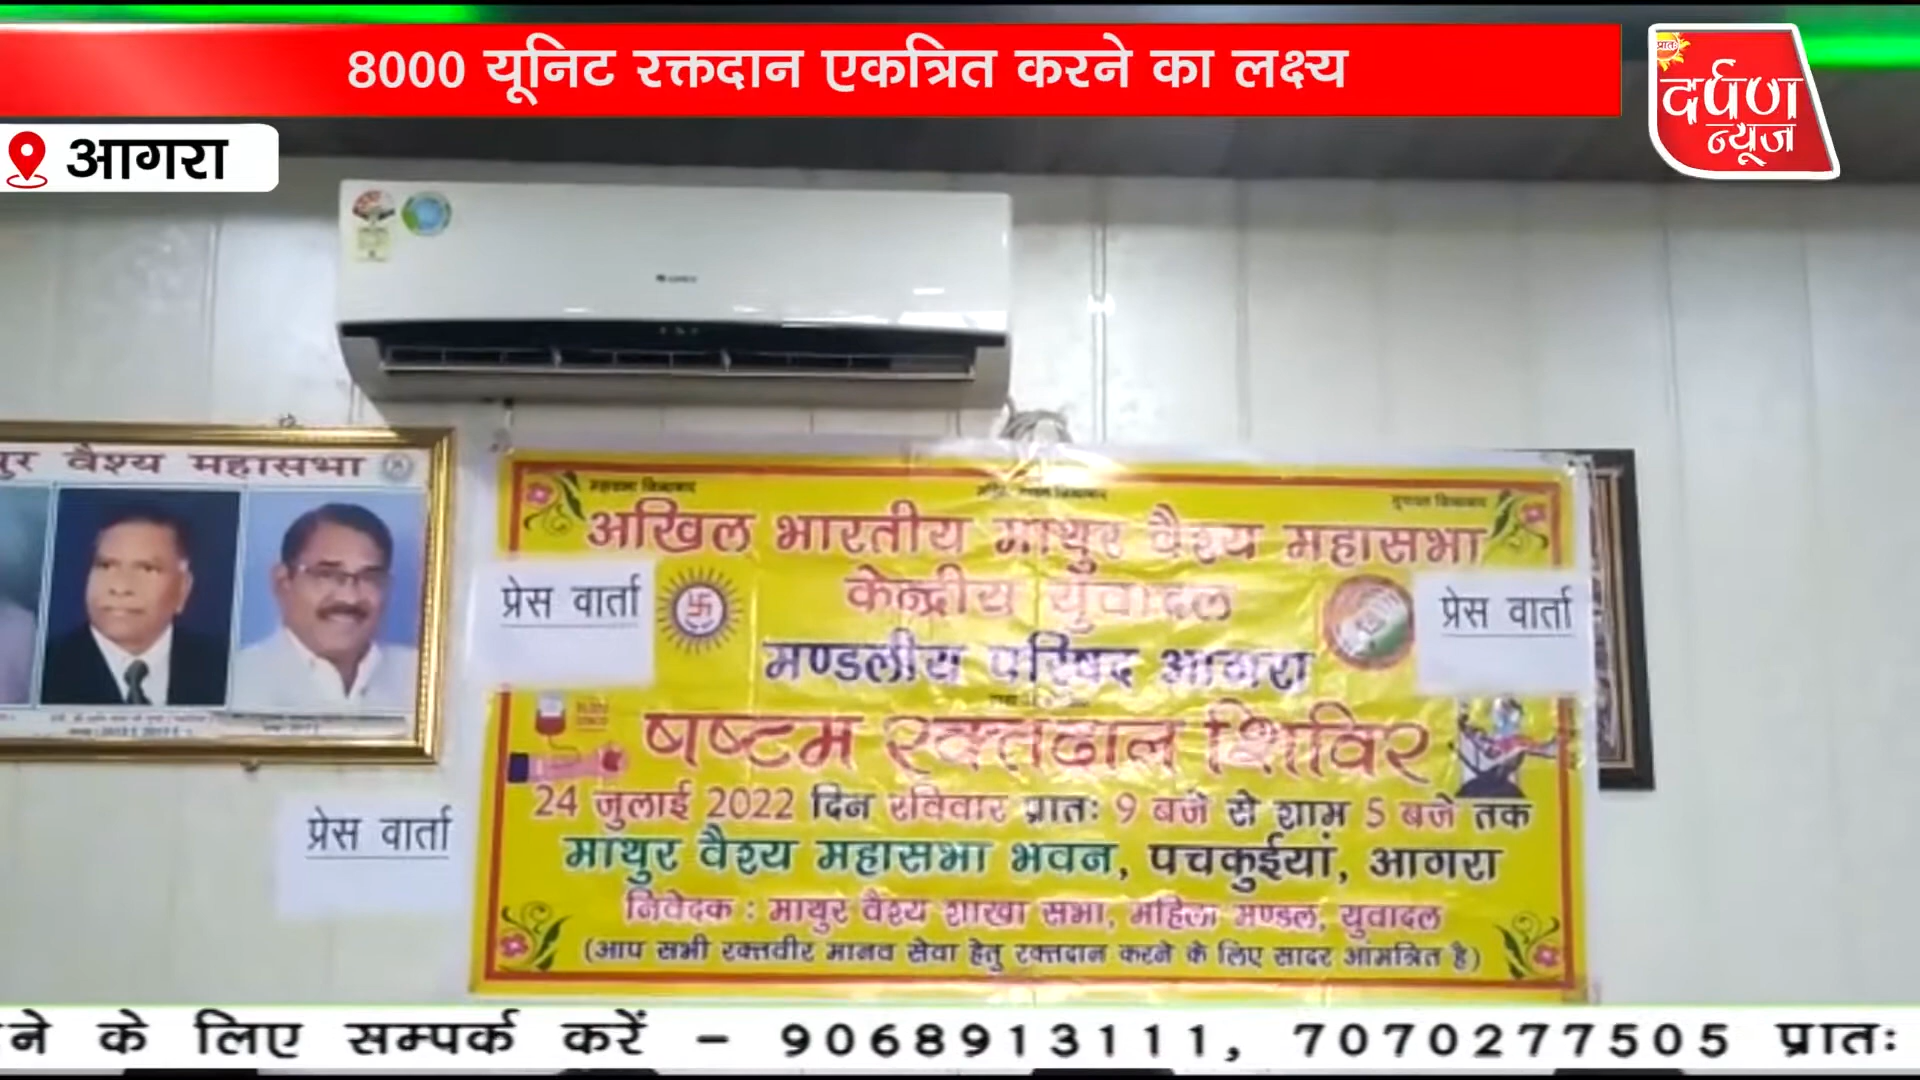 8000 यूनिट रक्तदान एकत्रित करने का लक्ष्य
प्रातः
दर्पण
न्यूज
आगरा
वैश्य महासभा
अखिल भारतीय माथुर वैश्य महासभा
केन्द्रीय युवादल
प्रेस वार्ता
प्रेस वार्ता
मण्डलीय परिषद आगरा
षष्टम रक्तदान शिविर
24 जुलाई 2022 दिन रविवार प्रातः 9 बजे से शाम 5 बजे तक
प्रेस वार्ता
माथुर वैश्य महासभा भवन, पचकुईयां, आगरा
निवेदक : माथुर वैश्य शाखा सभा, महिला मण्डल, युवादल
(आप सभी रक्तवीर मानव सेवा हेतु रक्तदान करने के लिए सादर आमंत्रित है)
ने के लिए सम्पर्क करें - 9068913111, 7070277505 प्रातः